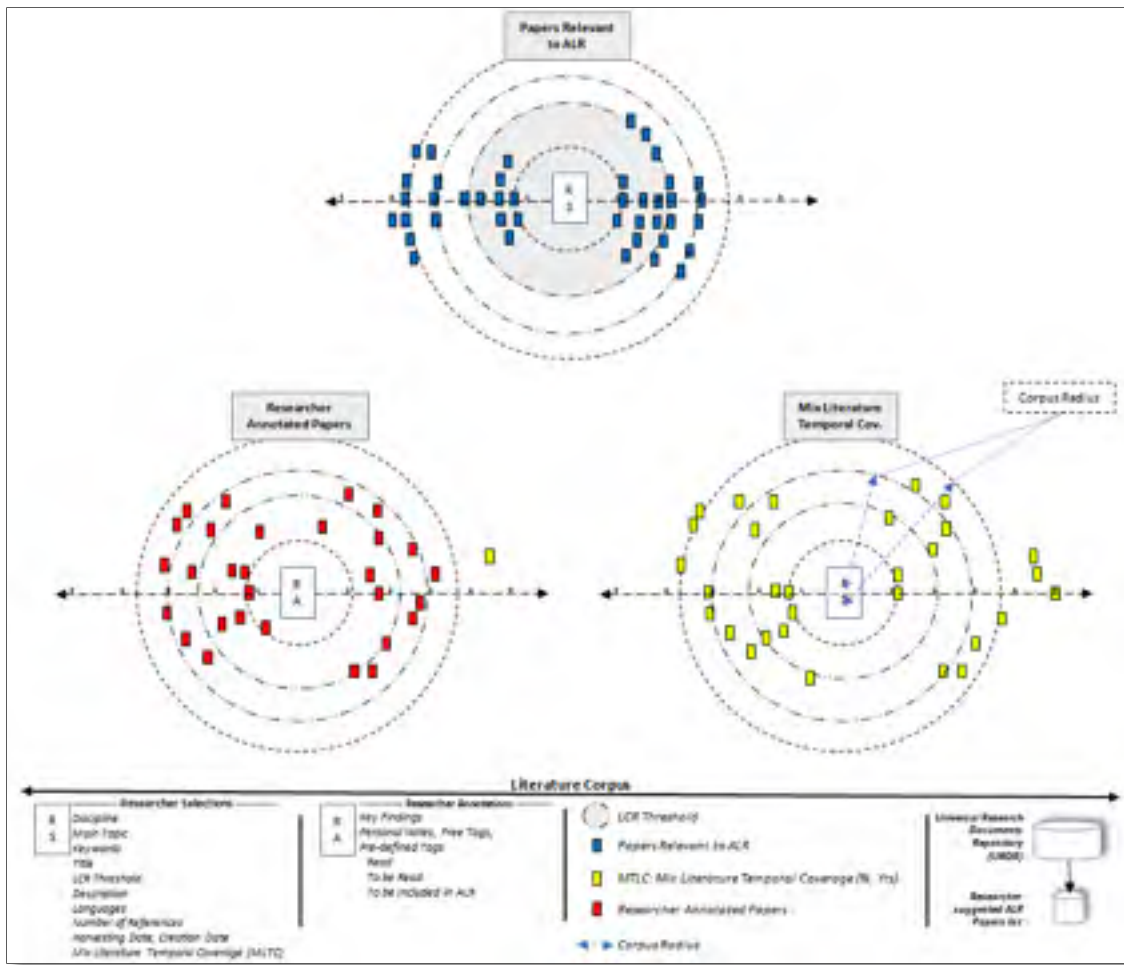 Papers Relevant
to ALR
R
S
Researcher
Annotated Papers
Mix Literature
Temporal Cov.
Corpus Radius
R
A
Literature Corpus
Researcher Selections
R
S
Discipline
Main Topic
Keywords
Title
LCR Threshold
Description
Languages
Number of References
Harvesting Date, Creation Date
Mix Literature Temporal Coverage (MLTC)
Researcher Annotations
R
A
Key Findings
Personal Notes, Free Tags,
Pre-defined Tags
Read
To be Read
To be Included in ALR
LCR Threshold
Papers Relevant to ALR
MTLC: Mix Literature Temporal Coverage (%, Yrs)
Researcher Annotated Papers
Corpus Radius
Universal Research
Documents
Repository
(URDR)
Researcher
suggested ALR
Papers list